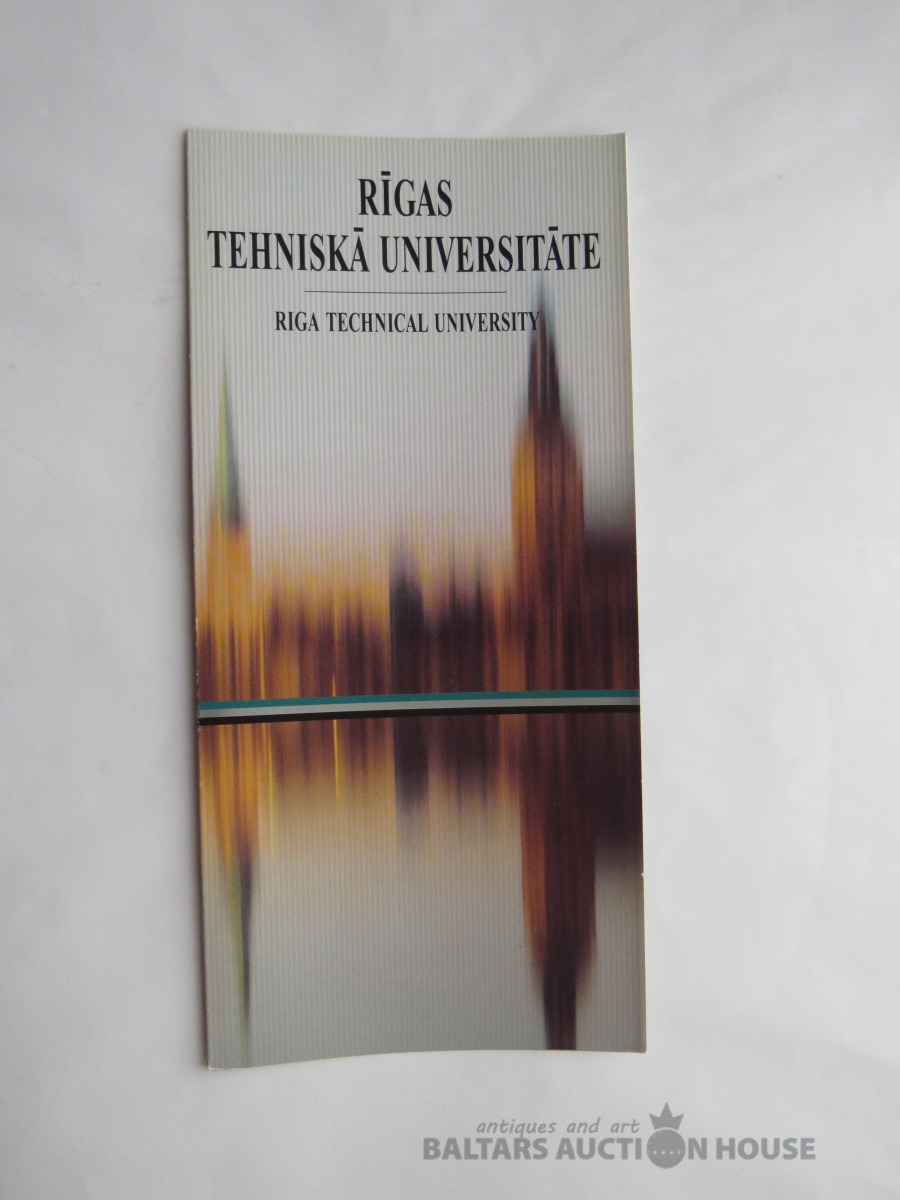 RĪGAS
TEHNISKĀ UNIVERSITĀTE
RIGA TECHNICAL UNIVERSITY
antiques and art
BALTARS AUCTION HOUSE